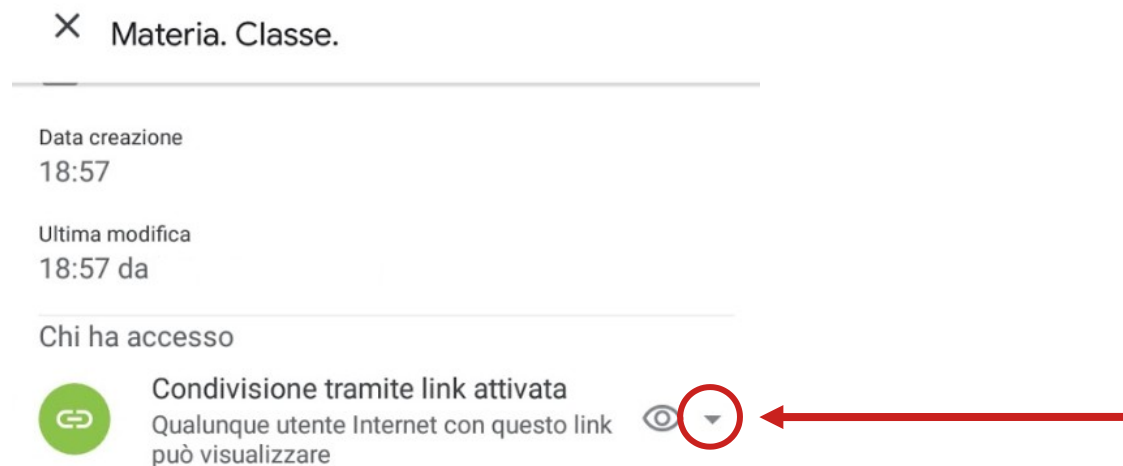 Materia. Classe.
Data creazione
18:57
Ultima modifica
18:57 da
Chi ha accesso
Condivisione tramite link attivata
Qualunque utente Internet con questo link
può visualizzare